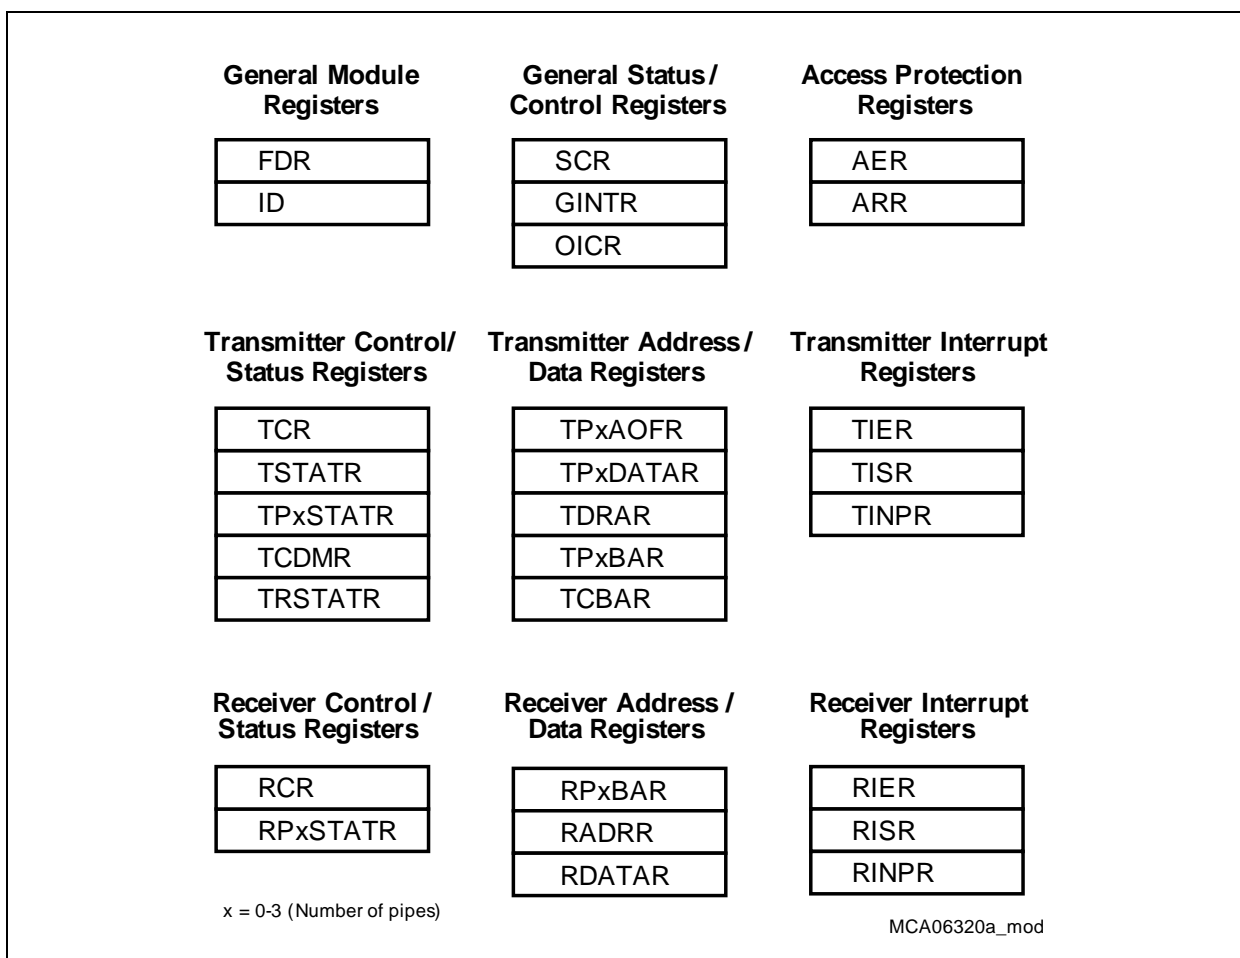 General Module
Registers
FDR
ID
General Status /
Control Registers
SCR
GINTR
OICR
Access Protection
Registers
AER
ARR
Transmitter Control/
Status Registers
TCR
TSTATR
TPxSTATR
TCDMR
TRSTATR
Transmitter Address /
Data Registers
TPxAOFR
TPxDATAR
TDRAR
TPxBAR
TCBAR
Transmitter Interrupt
Registers
TIER
TISR
TINPR
Receiver Control /
Status Registers
RCR
RPxSTATR
Receiver Address /
Data Registers
RPxBAR
RADRR
RDATAR
Receiver Interrupt
Registers
RIER
RISR
RINPR
x = 0-3 (Number of pipes)
MCA06320a_mod